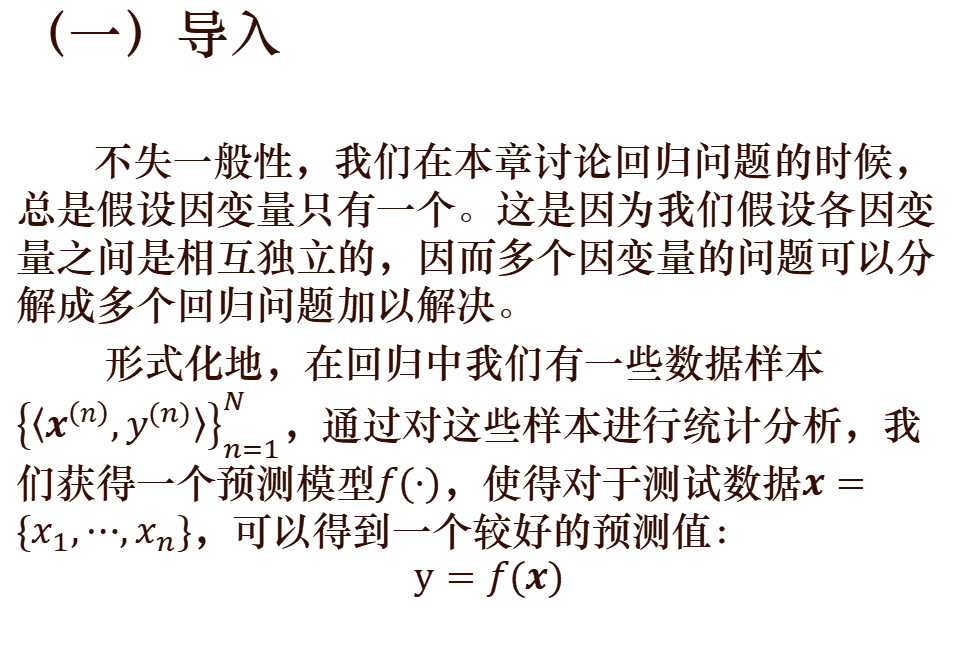 （一）导入
不失一般性，我们在本章讨论回归问题的时候，
总是假设因变量只有一个。这是因为我们假设各因变
量之间是相互独立的，因而多个因变量的问题可以分
解成多个回归问题加以解决。
形式化地，在回归中我们有一些数据样本
{⟨𝒙⁽ⁿ⁾, y⁽ⁿ⁾⟩}ₙ₌₁ᴺ，通过对这些样本进行统计分析，我
们获得一个预测模型f(·)，使得对于测试数据𝒙 =
{x₁, ⋯, xₙ}，可以得到一个较好的预测值：
y = f(𝒙)